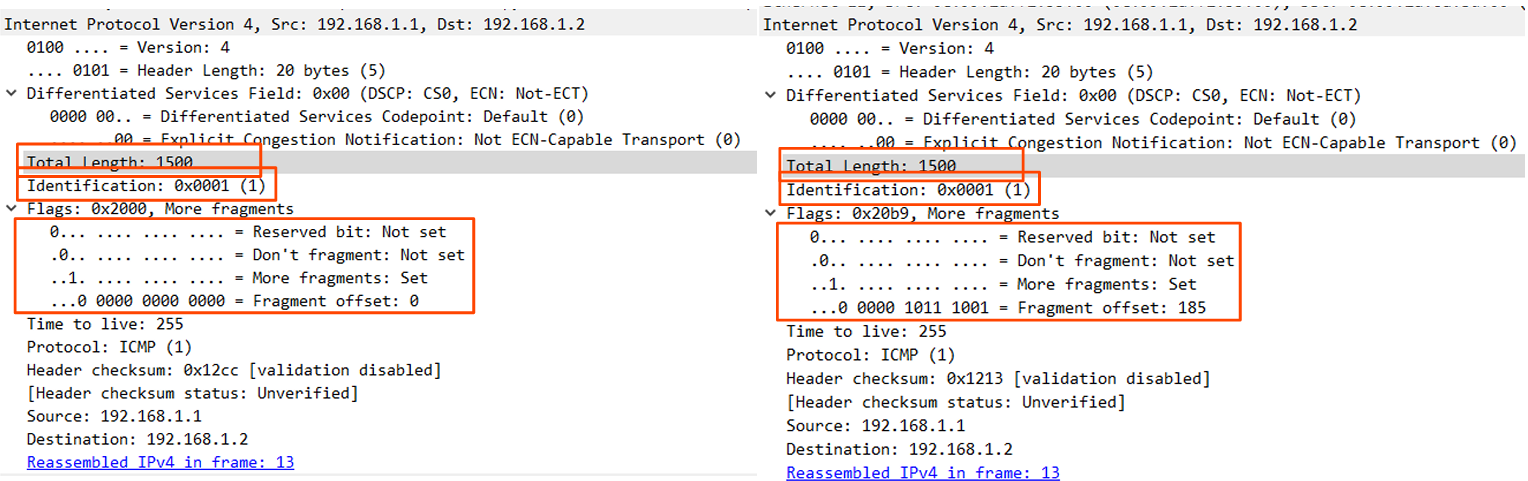 Internet Protocol Version 4, Src: 192.168.1.1, Dst: 192.168.1.2
0100 .... = Version: 4
.... 0101 = Header Length: 20 bytes (5)
Differentiated Services Field: 0x00 (DSCP: CS0, ECN: Not-ECT)
0000 00.. = Differentiated Services Codepoint: Default (0)
.... ..00 = Explicit Congestion Notification: Not ECN-Capable Transport (0)
Total Length: 1500
Identification: 0x0001 (1)
Flags: 0x2000, More fragments
0... .... .... .... = Reserved bit: Not set
.0.. .... .... .... = Don't fragment: Not set
..1. .... .... .... = More fragments: Set
...0 0000 0000 0000 = Fragment offset: 0
Time to live: 255
Protocol: ICMP (1)
Header checksum: 0x12cc [validation disabled]
[Header checksum status: Unverified]
Source: 192.168.1.1
Destination: 192.168.1.2
Reassembled IPv4 in frame: 13
Internet Protocol Version 4, Src: 192.168.1.1, Dst: 192.168.1.2
0100 .... = Version: 4
.... 0101 = Header Length: 20 bytes (5)
Differentiated Services Field: 0x00 (DSCP: CS0, ECN: Not-ECT)
0000 00.. = Differentiated Services Codepoint: Default (0)
.... ..00 = Explicit Congestion Notification: Not ECN-Capable Transport (0)
Total Length: 1500
Identification: 0x0001 (1)
Flags: 0x20b9, More fragments
0... .... .... .... = Reserved bit: Not set
.0.. .... .... .... = Don't fragment: Not set
..1. .... .... .... = More fragments: Set
...0 0000 1011 1001 = Fragment offset: 185
Time to live: 255
Protocol: ICMP (1)
Header checksum: 0x1213 [validation disabled]
[Header checksum status: Unverified]
Source: 192.168.1.1
Destination: 192.168.1.2
Reassembled IPv4 in frame: 13